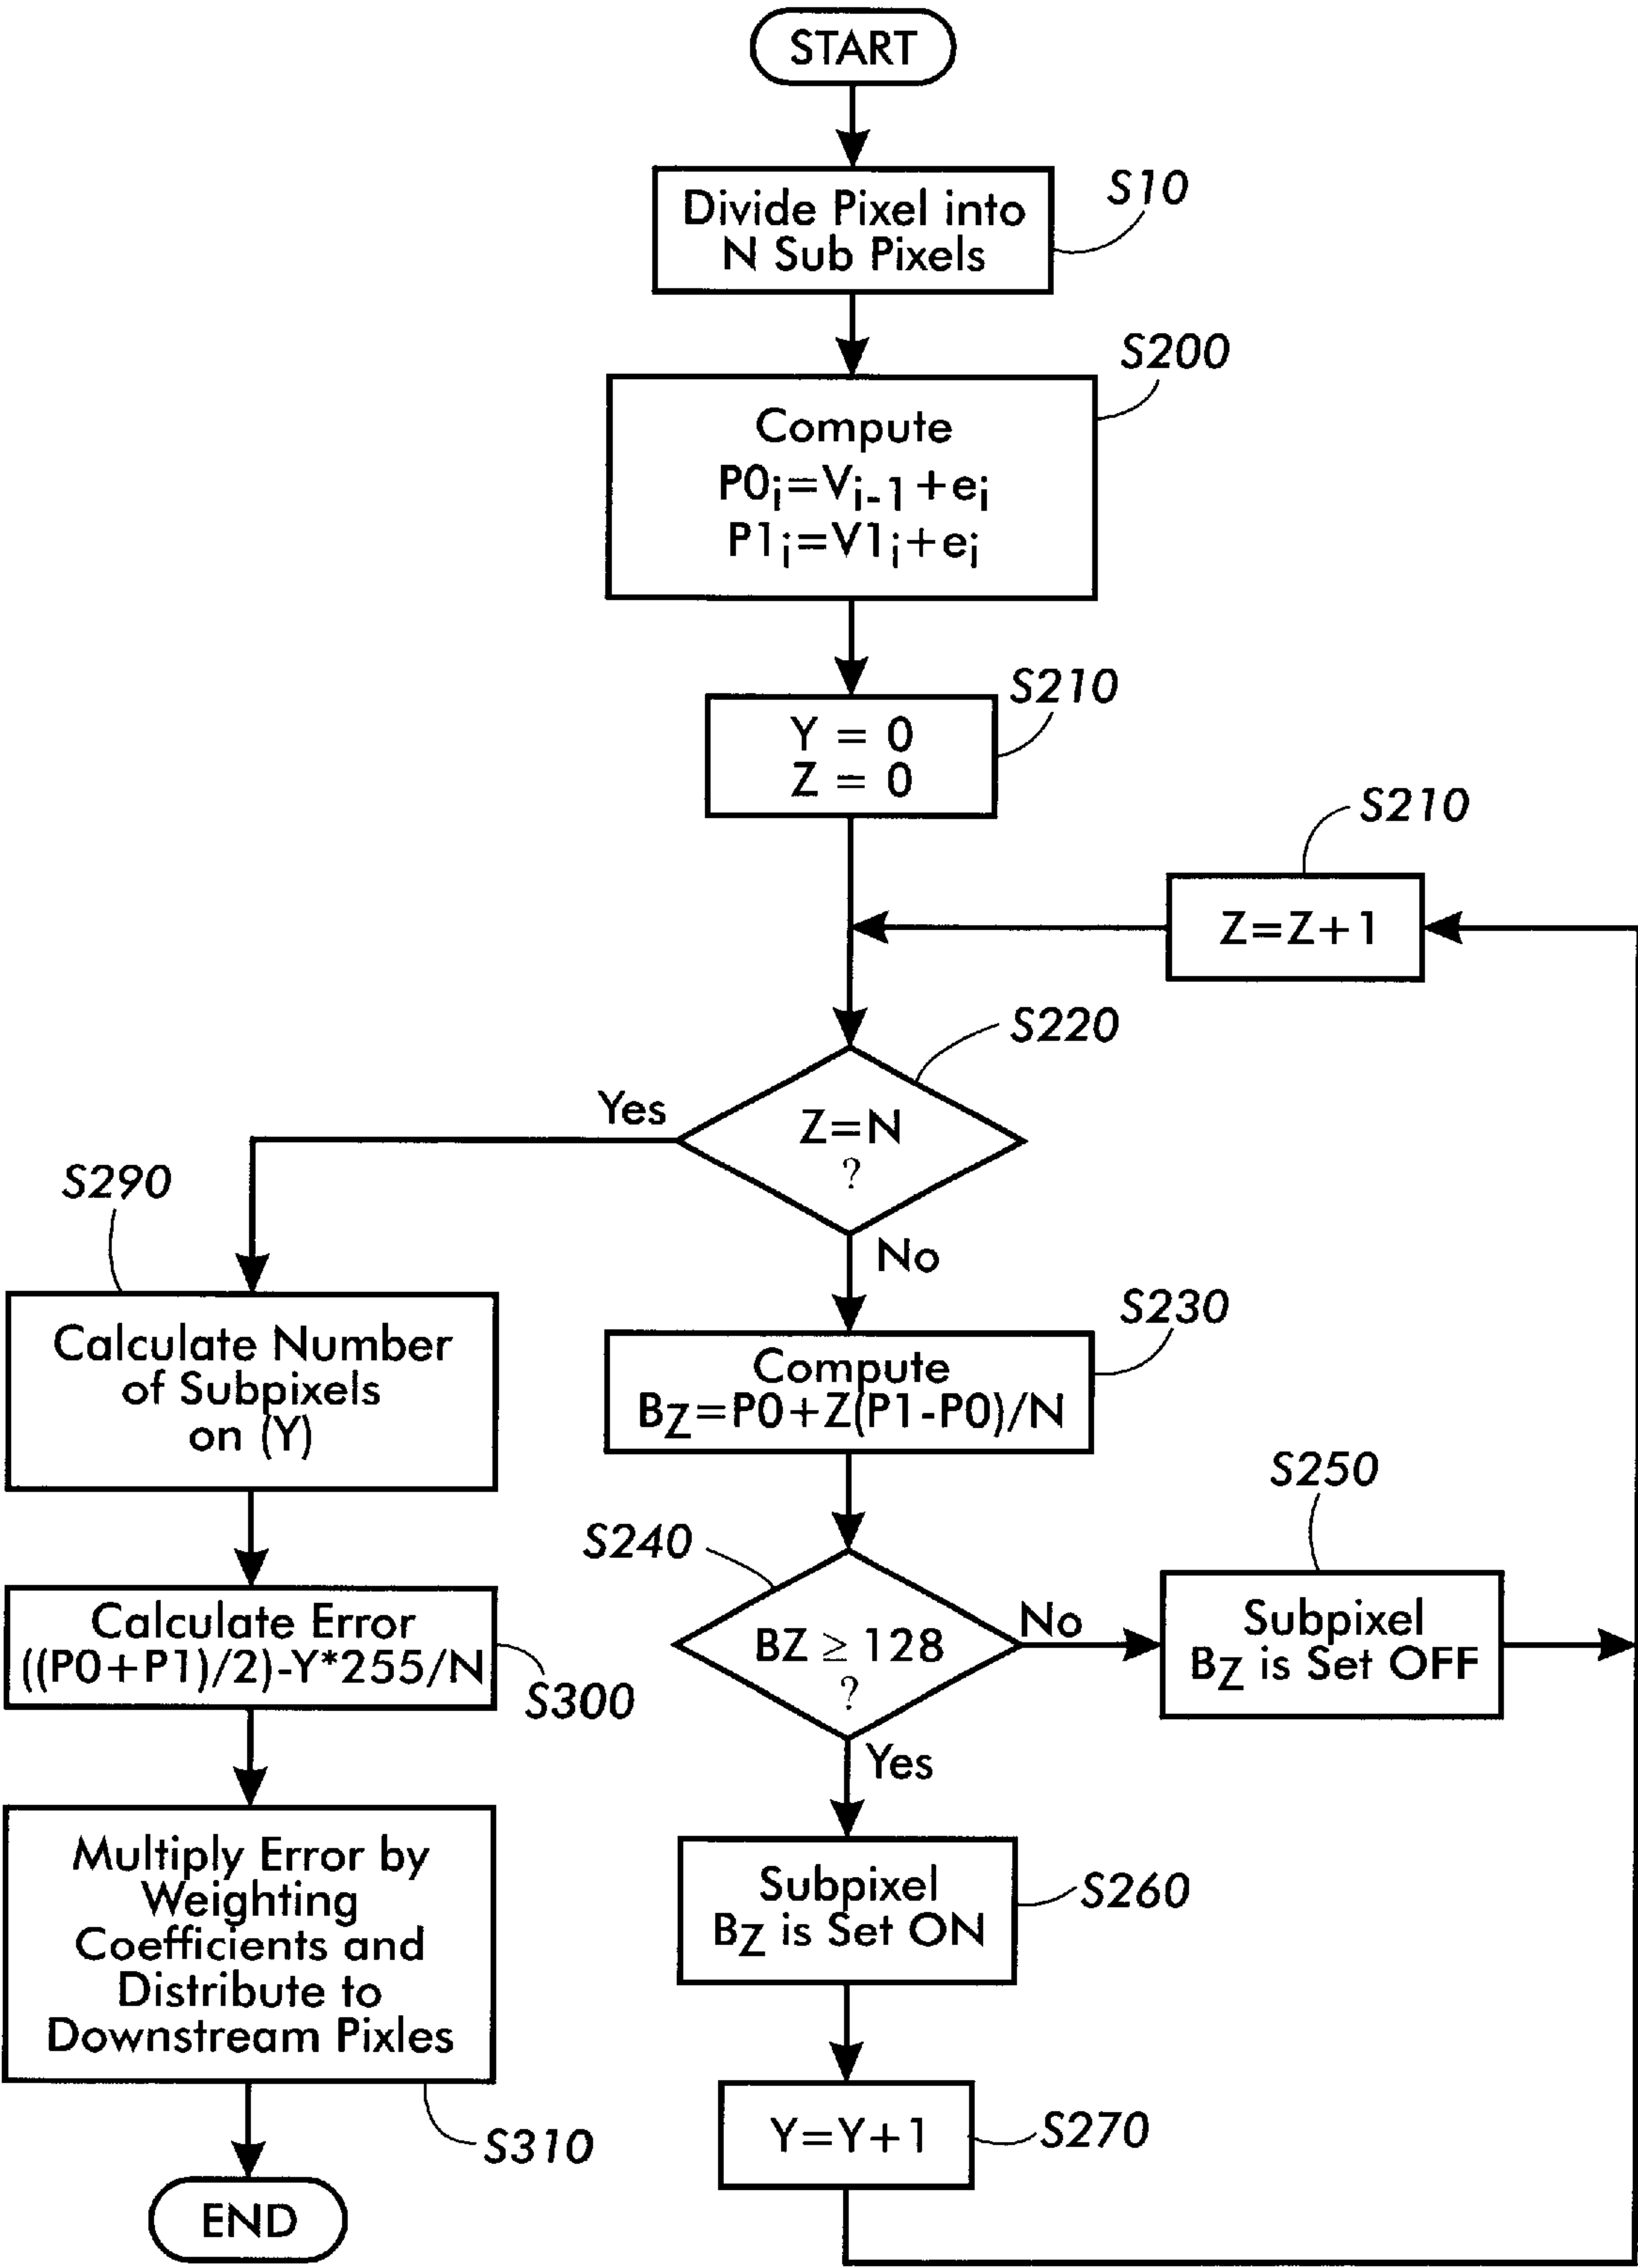 START
Divide Pixel into
N Sub Pixels
S10
Compute
P0i=Vi-1+ei
P1i=V1i+ei
S200
Y = 0
Z = 0
S210
Z=Z+1
S210
Z=N
?
S220
Yes
No
Compute
BZ=P0+Z(P1-P0)/N
S230
BZ ≥ 128
?
S240
No
Yes
Subpixel
BZ is Set OFF
S250
Subpixel
BZ is Set ON
S260
Y=Y+1
S270
S290
Calculate Number
of Subpixels
on (Y)
Calculate Error
((P0+P1)/2)-Y*255/N
S300
Multiply Error by
Weighting
Coefficients and
Distribute to
Downstream Pixles
S310
END